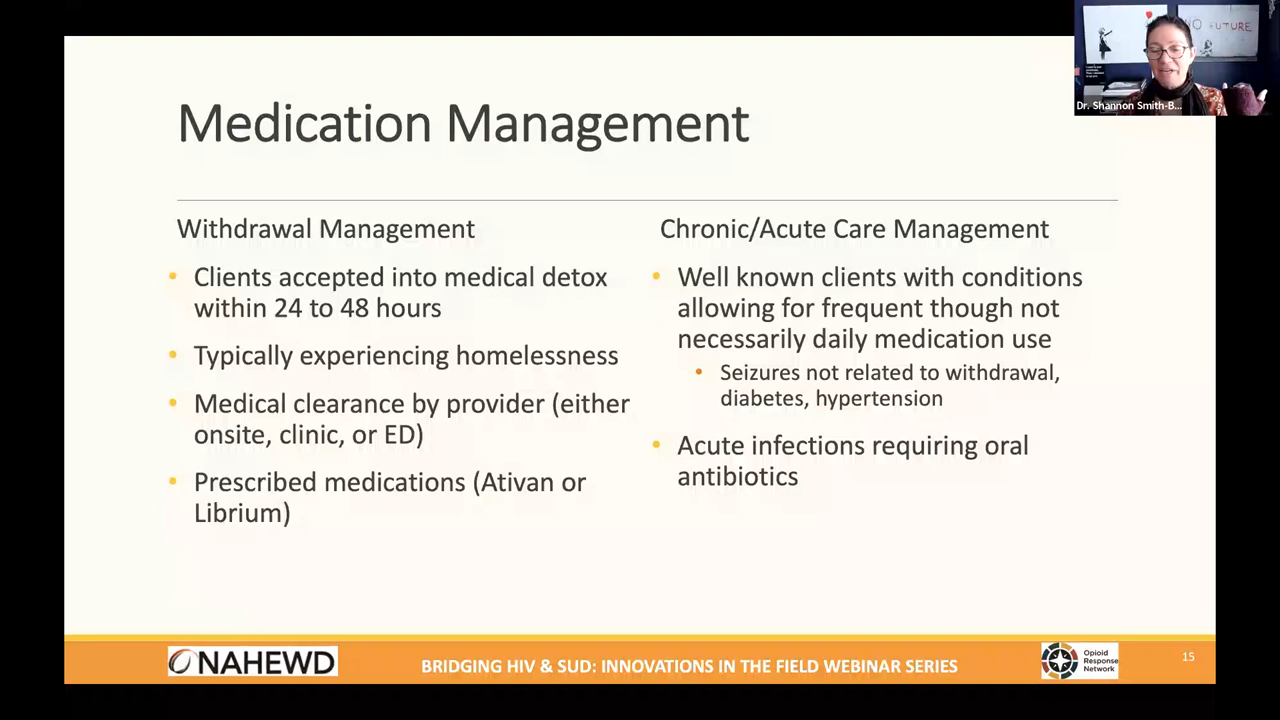 NO FUTURE
Dr. Shannon Smith-B...
Medication Management
Withdrawal Management
• Clients accepted into medical detox
within 24 to 48 hours
• Typically experiencing homelessness
• Medical clearance by provider (either
onsite, clinic, or ED)
• Prescribed medications (Ativan or
Librium)
Chronic/Acute Care Management
• Well known clients with conditions
allowing for frequent though not
necessarily daily medication use
• Seizures not related to withdrawal,
diabetes, hypertension
• Acute infections requiring oral
antibiotics
NAHEWD
BRIDGING HIV & SUD: INNOVATIONS IN THE FIELD WEBINAR SERIES
Opioid
Response
Network
15